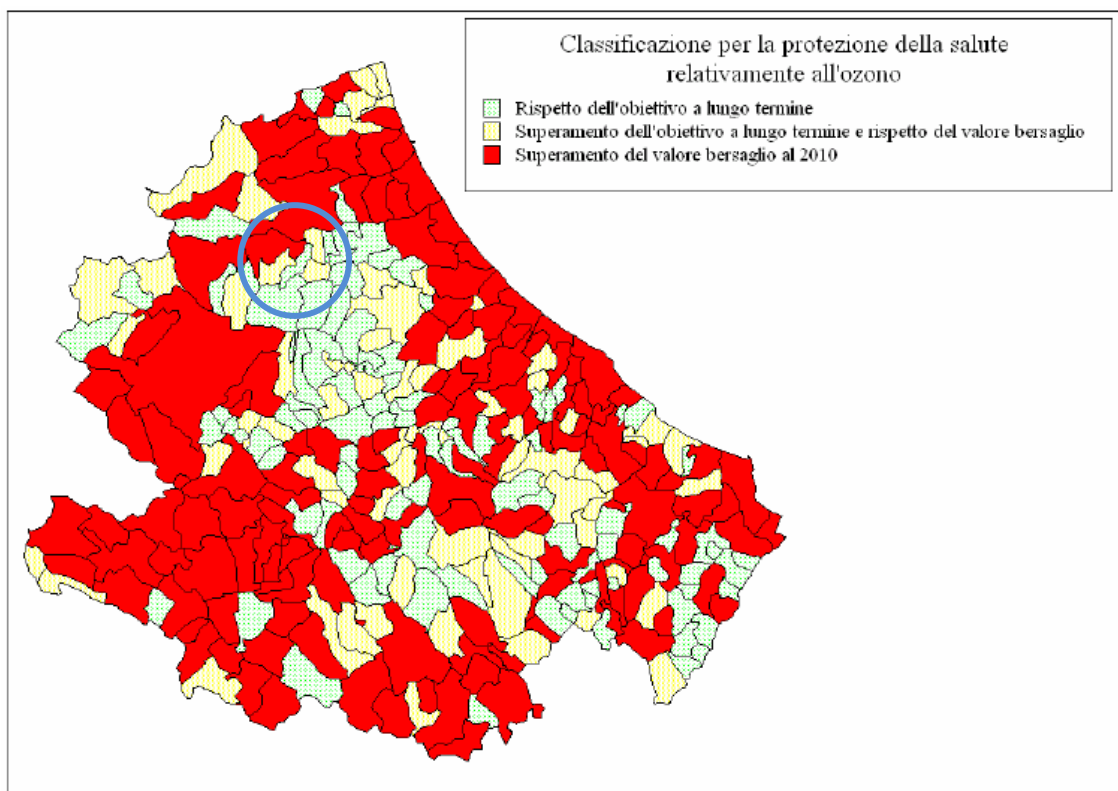 Classificazione per la protezione della salute
relativamente all'ozono
Rispetto dell'obiettivo a lungo termine
Superamento dell'obiettivo a lungo termine e rispetto del valore bersaglio
Superamento del valore bersaglio al 2010